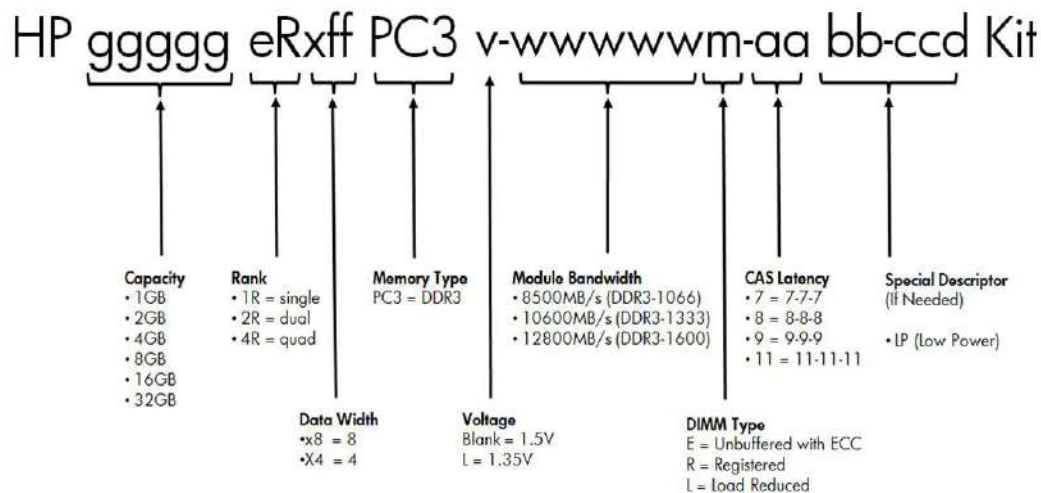 HP ggggg eRxff PC3 v-wwwwwm-aa bb-ccd Kit
Capacity
• 1GB
• 2GB
• 4GB
• 8GB
• 16GB
• 32GB
Rank
• 1R = single
• 2R = dual
• 4R = quad
Memory Type
PC3 = DDR3
Module Bandwidth
• 8500MB/s (DDR3-1066)
• 10600MB/s (DDR3-1333)
• 12800MB/s (DDR3-1600)
CAS Latency
• 7 = 7-7-7
• 8 = 8-8-8
• 9 = 9-9-9
• 11 = 11-11-11
Special Descriptor
(If Needed)
• LP (Low Power)
Data Width
•x8 = 8
•X4 = 4
Voltage
Blank = 1.5V
L = 1.35V
DIMM Type
E = Unbuffered with ECC
R = Registered
L = Load Reduced